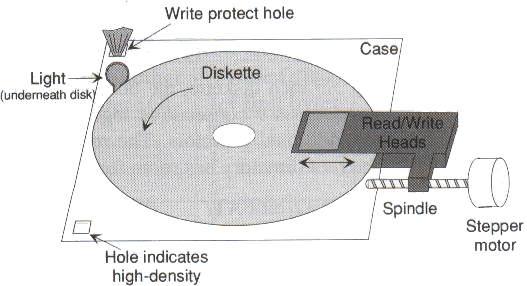 Write protect hole
Case
Light
(underneath disk)
Diskette
Read/Write
Heads
Spindle
Stepper
motor
Hole indicates
high-density